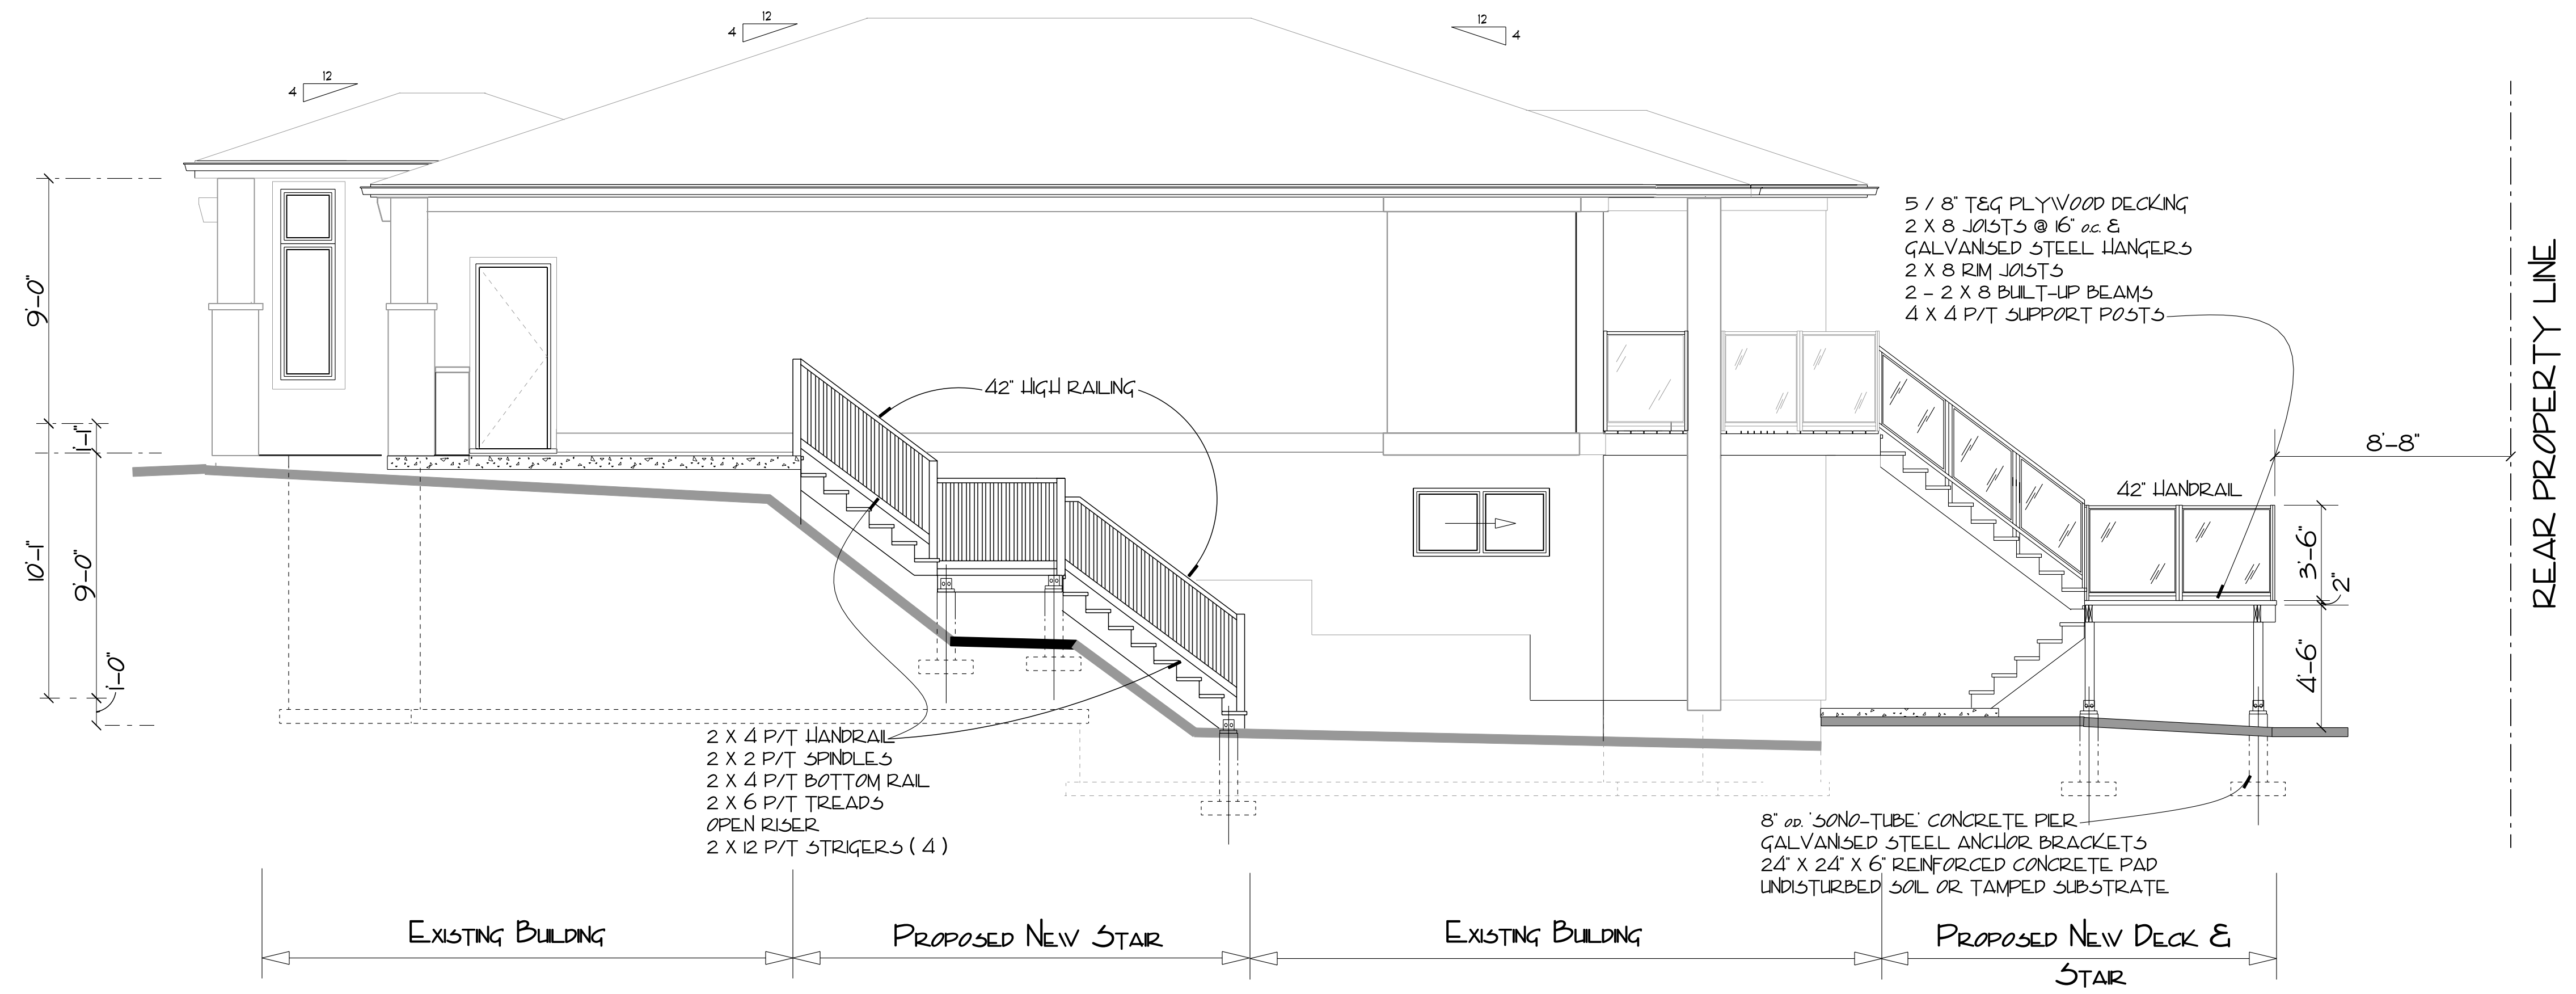 12
4
12
4
12
4
5 / 8" T&G PLYWOOD DECKING
2 X 8 JOISTS @ 16" O.C. &
GALVANISED STEEL HANGERS
2 X 8 RIM JOISTS
2 - 2 X 8 BUILT-UP BEAMS
4 X 4 P/T SUPPORT POSTS
REAR PROPERTY LINE
9'-0"
42" HIGH RAILING
1'-1"
8'-8"
42" HANDRAIL
10'-1"
9'-0"
3'-6"
2"
4'-6"
1'-0"
2 X 4 P/T HANDRAIL
2 X 2 P/T SPINDLES
2 X 4 P/T BOTTOM RAIL
2 X 6 P/T TREADS
OPEN RISER
2 X 12 P/T STRIGERS ( 4 )
8" O.D. 'SONO-TUBE' CONCRETE PIER
GALVANISED STEEL ANCHOR BRACKETS
24" X 24" X 6" REINFORCED CONCRETE PAD
UNDISTURBED SOIL OR TAMPED SUBSTRATE
EXISTING BUILDING
PROPOSED NEW STAIR
EXISTING BUILDING
PROPOSED NEW DECK &
STAIR